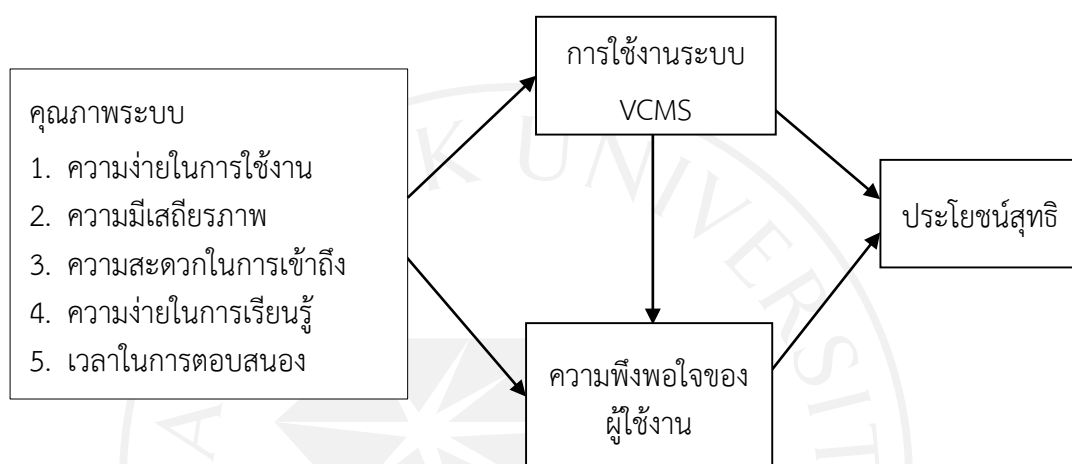 คุณภาพระบบ
1. ความง่ายในการใช้งาน
2. ความมีเสถียรภาพ
3. ความสะดวกในการเข้าถึง
4. ความง่ายในการเรียนรู้
5. เวลาในการตอบสนอง
การใช้งานระบบ
VCMS
ความพึงพอใจของ
ผู้ใช้งาน
ประโยชน์สุทธิ
K UNIVERSIT